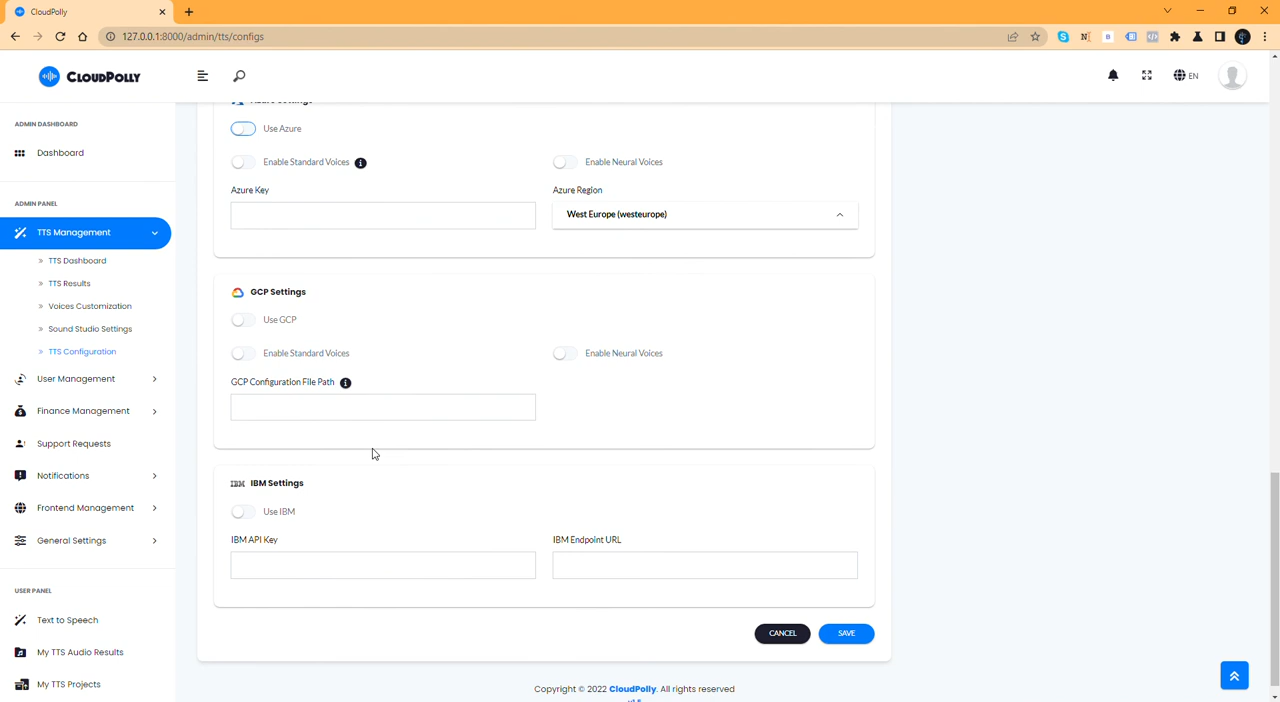 CloudPolly
127.0.0.1:8000/admin/tts/configs
CLOUDPOLLY
EN
ADMIN DASHBOARD
Dashboard
ADMIN PANEL
TTS Management
TTS Dashboard
TTS Results
Voices Customization
Sound Studio Settings
TTS Configuration
User Management
Finance Management
Support Requests
Notifications
Frontend Management
General Settings
USER PANEL
Text to Speech
My TTS Audio Results
My TTS Projects
Azure Settings
Use Azure
Enable Standard Voices
Enable Neural Voices
Azure Key
Azure Region
West Europe (westeurope)
GCP Settings
Use GCP
Enable Standard Voices
Enable Neural Voices
GCP Configuration File Path
IBM IBM Settings
Use IBM
IBM API Key
IBM Endpoint URL
CANCEL
SAVE
Copyright © 2022 CloudPolly. All rights reserved
v1.5